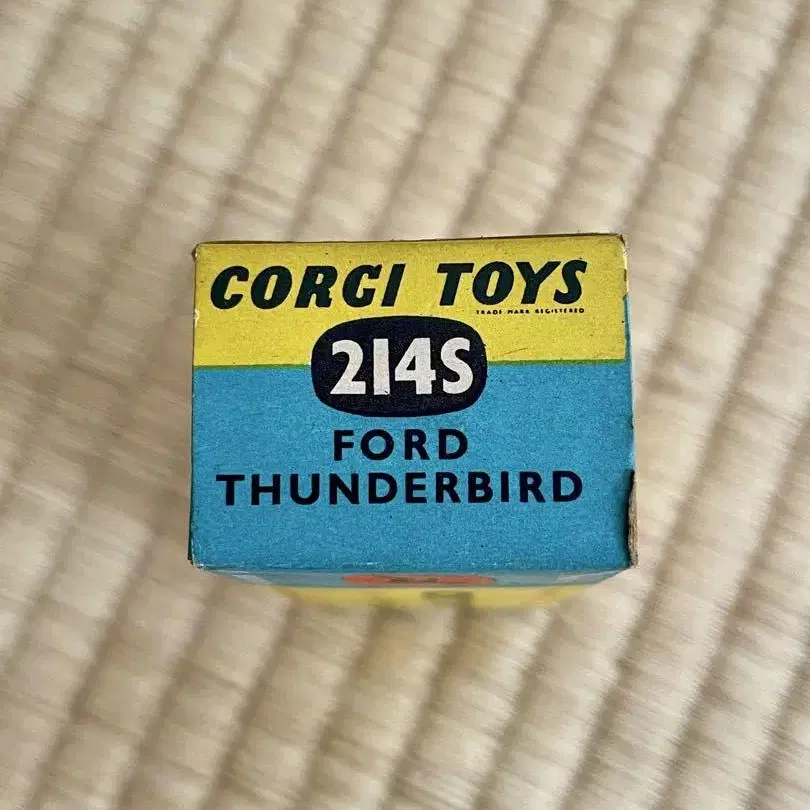 CORGI TOYS
TRADE MARK REGISTERED
214S
FORD
THUNDERBIRD